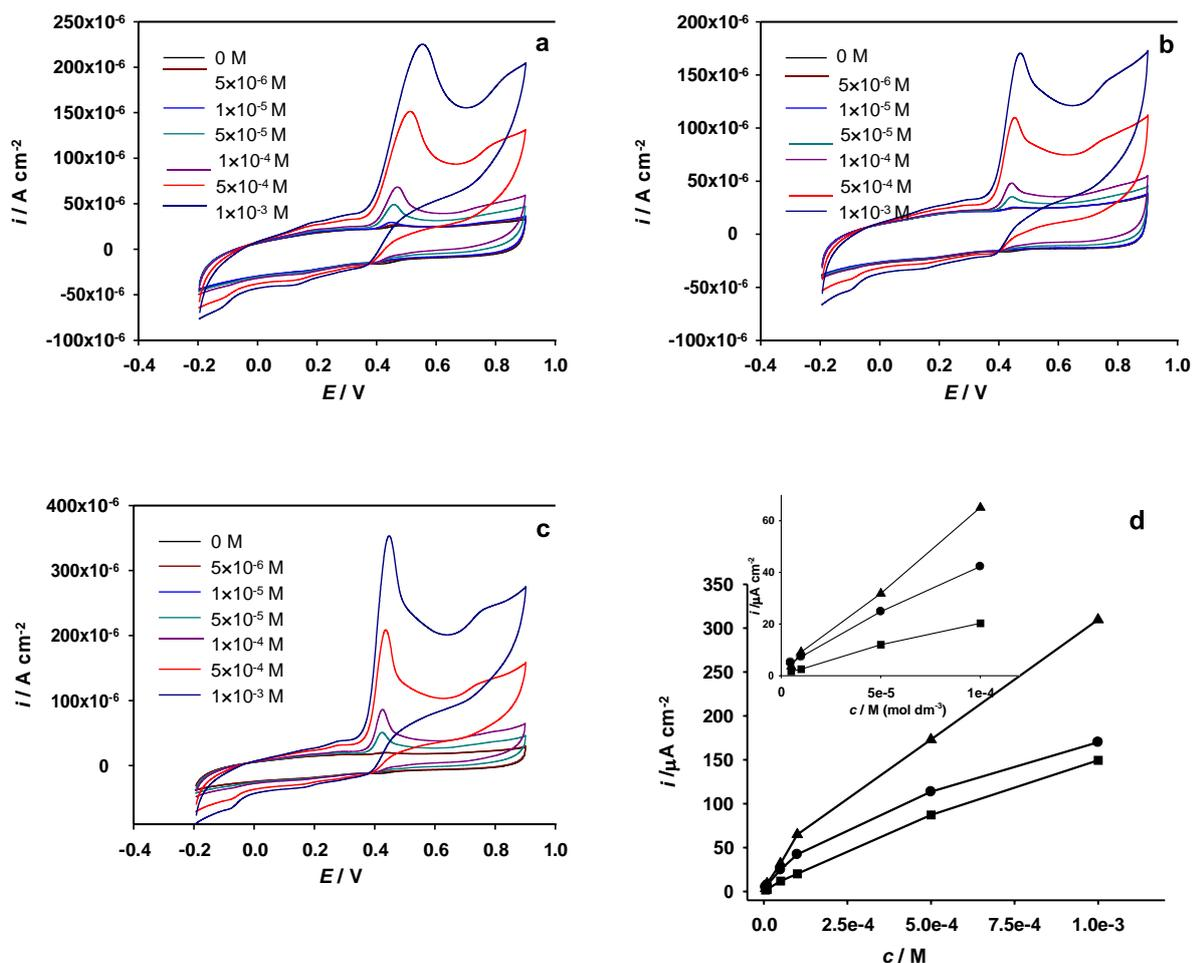 a
250x10⁻⁶
200x10⁻⁶
150x10⁻⁶
100x10⁻⁶
50x10⁻⁶
0
-50x10⁻⁶
-100x10⁻⁶
i / A cm⁻²
0 M
5×10⁻⁶ M
1×10⁻⁵ M
5×10⁻⁵ M
1×10⁻⁴ M
5×10⁻⁴ M
1×10⁻³ M
-0.4 -0.2 0.0 0.2 0.4 0.6 0.8 1.0
E / V
b
200x10⁻⁶
150x10⁻⁶
100x10⁻⁶
50x10⁻⁶
0
-50x10⁻⁶
-100x10⁻⁶
i / A cm⁻²
0 M
5×10⁻⁶ M
1×10⁻⁵ M
5×10⁻⁵ M
1×10⁻⁴ M
5×10⁻⁴ M
1×10⁻³ M
-0.4 -0.2 0.0 0.2 0.4 0.6 0.8 1.0
E / V
c
400x10⁻⁶
300x10⁻⁶
200x10⁻⁶
100x10⁻⁶
0
i / A cm⁻²
0 M
5×10⁻⁶ M
1×10⁻⁵ M
5×10⁻⁵ M
1×10⁻⁴ M
5×10⁻⁴ M
1×10⁻³ M
-0.4 -0.2 0.0 0.2 0.4 0.6 0.8 1.0
E / V
d
60
40
20
0
i /µA cm⁻²
0 5e-5 1e-4
c / M (mol dm⁻³)
350
300
250
200
150
100
50
0
i /µA cm⁻²
0.0 2.5e-4 5.0e-4 7.5e-4 1.0e-3
c / M